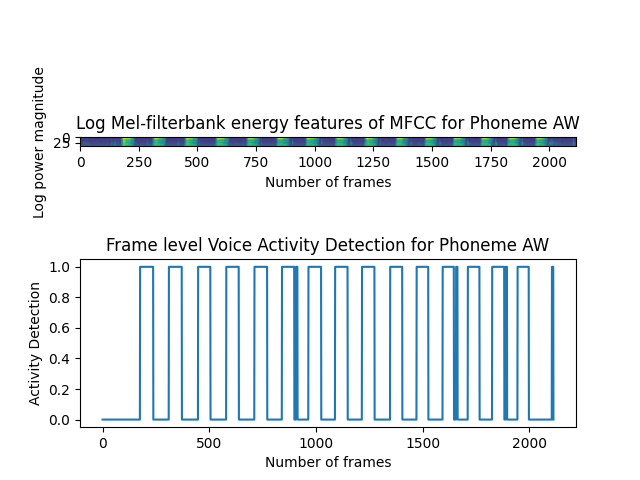 Log Mel-filterbank energy features of MFCC for Phoneme AW
Log power magnitude
0
25
0 250 500 750 1000 1250 1500 1750 2000
Number of frames
Frame level Voice Activity Detection for Phoneme AW
Activity Detection
1.0
0.8
0.6
0.4
0.2
0.0
0 500 1000 1500 2000
Number of frames